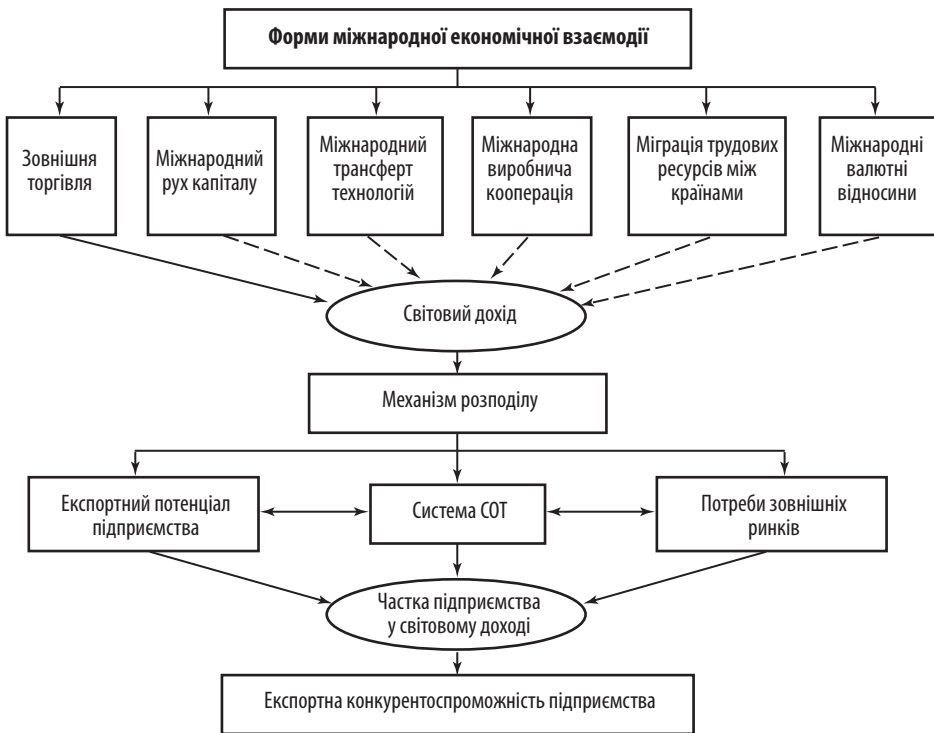 Форми міжнародної економічної взаємодії
Зовнішня
торгівля
Міжнародний
рух капіталу
Міжнародний
трансферт
технологій
Міжнародна
виробнича
кооперація
Міграція трудових
ресурсів між
країнами
Міжнародні
валютні
відносини
Світовий дохід
Механізм розподілу
Експортний потенціал
підприємства
Система СОТ
Потреби зовнішніх
ринків
Частка підприємства
у світовому доході
Експортна конкурентоспроможність підприємства